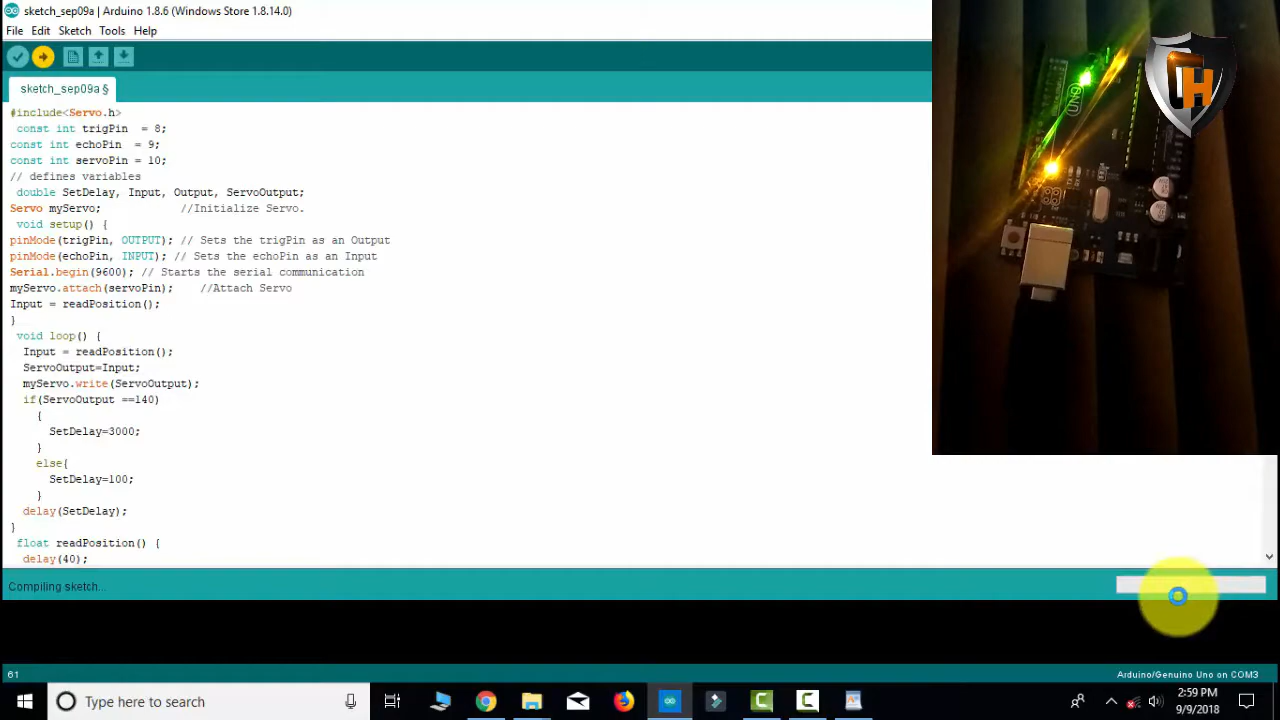 sketch_sep09a | Arduino 1.8.6 (Windows Store 1.8.14.0)
File Edit Sketch Tools Help
sketch_sep09a §
#include<Servo.h>
const int trigPin = 8;
const int echoPin = 9;
const int servoPin = 10;
// defines variables
double SetDelay, Input, Output, ServoOutput;
Servo myServo; //Initialize Servo.
void setup() {
pinMode(trigPin, OUTPUT); // Sets the trigPin as an Output
pinMode(echoPin, INPUT); // Sets the echoPin as an Input
Serial.begin(9600); // Starts the serial communication
myServo.attach(servoPin); //Attach Servo
Input = readPosition();
}
void loop() {
Input = readPosition();
ServoOutput=Input;
myServo.write(ServoOutput);
if(ServoOutput ==140)
{
SetDelay=3000;
}
else{
SetDelay=100;
}
delay(SetDelay);
}
float readPosition() {
delay(40);
Compiling sketch...
61
Arduino/Genuino Uno on COM3
Type here to search
2:59 PM
9/9/2018